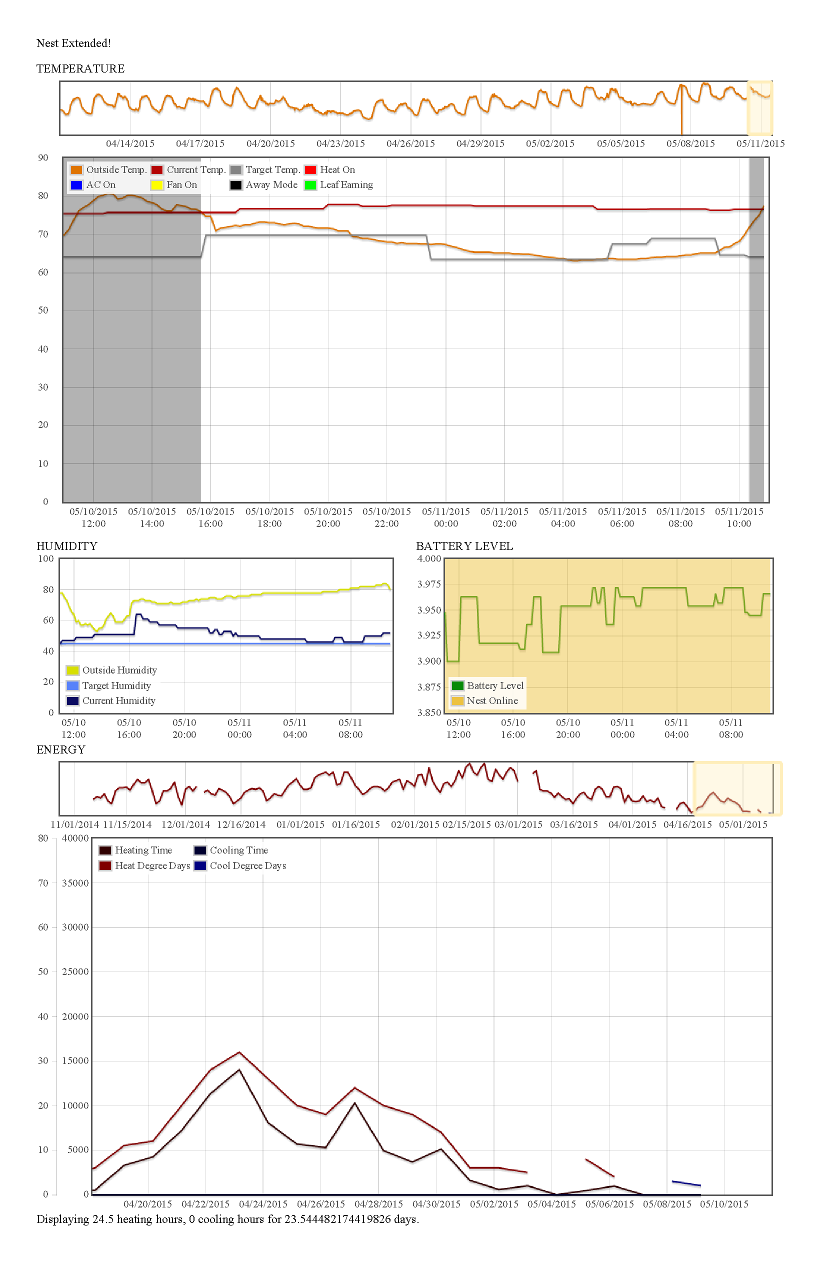 Nest Extended!
TEMPERATURE
04/14/2015 04/17/2015 04/20/2015 04/23/2015 04/26/2015 04/29/2015 05/02/2015 05/05/2015 05/08/2015 05/11/2015
90
Outside Temp. Current Temp. Target Temp. Heat On
AC On Fan On Away Mode Leaf Earning
80
70
60
50
40
30
20
10
0
05/10/2015 05/10/2015 05/10/2015 05/10/2015 05/10/2015 05/10/2015 05/11/2015 05/11/2015 05/11/2015 05/11/2015 05/11/2015 05/11/2015
12:00 14:00 16:00 18:00 20:00 22:00 00:00 02:00 04:00 06:00 08:00 10:00
HUMIDITY
100
80
60
40
20
0
Outside Humidity
Target Humidity
Current Humidity
05/10 05/10 05/10 05/11 05/11 05/11
12:00 16:00 20:00 00:00 04:00 08:00
BATTERY LEVEL
4.000
3.975
3.950
3.925
3.900
3.875
3.850
Battery Level
Nest Online
05/10 05/10 05/10 05/11 05/11 05/11
12:00 16:00 20:00 00:00 04:00 08:00
ENERGY
11/01/2014 11/15/2014 12/01/2014 12/16/2014 01/01/2015 01/16/2015 02/01/2015 02/15/2015 03/01/2015 03/16/2015 04/01/2015 04/16/2015 05/01/2015
80 40000
Heating Time Cooling Time
Heat Degree Days Cool Degree Days
70 35000
60 30000
50 25000
40 20000
30 15000
20 10000
10 5000
0 0
04/20/2015 04/22/2015 04/24/2015 04/26/2015 04/28/2015 04/30/2015 05/02/2015 05/04/2015 05/06/2015 05/08/2015 05/10/2015
Displaying 24.5 heating hours, 0 cooling hours for 23.544482174419826 days.